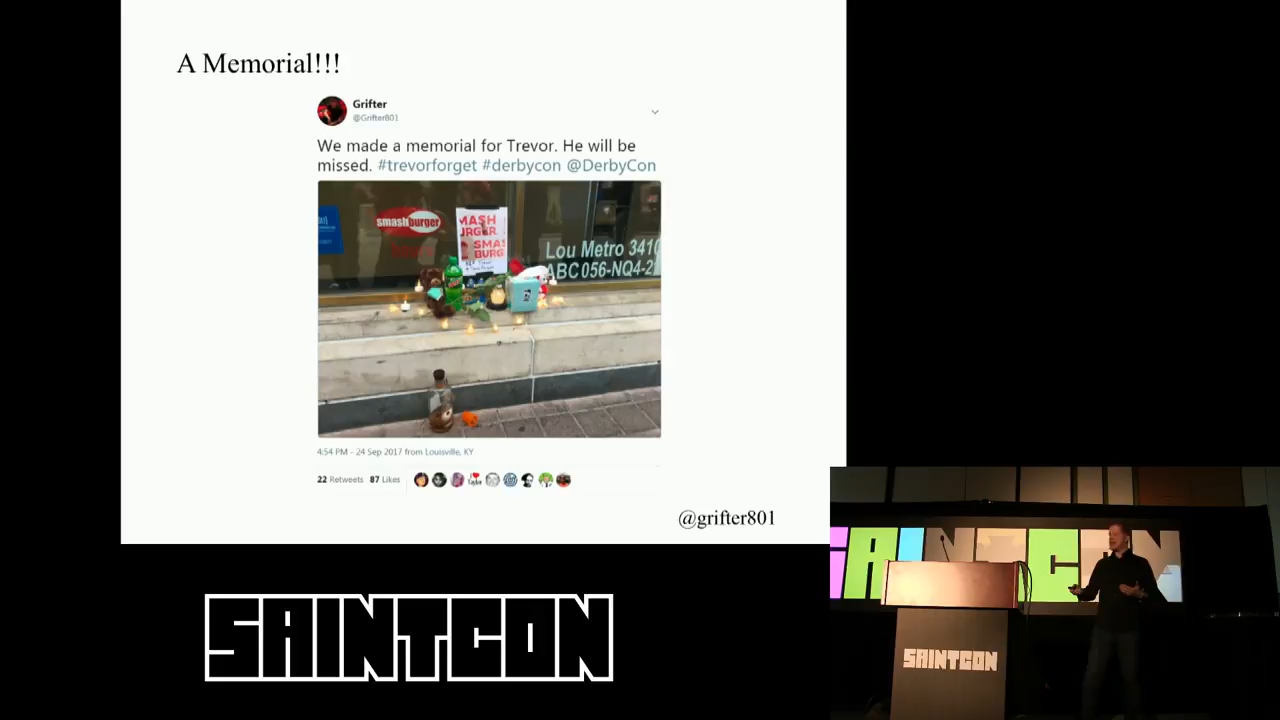 A Memorial!!!
Grifter
@Grifter801
We made a memorial for Trevor. He will be
missed. #trevorforget #derbycon @DerbyCon
smashburger
MASH
URGER
SMAS
BURG
Lou Metro 3410
ABC 056-NQ4-2
4:54 PM - 24 Sep 2017 from Louisville, KY
22 Retweets 87 Likes
@grifter801
SAINTCON
SAINTCON
SAINTCON